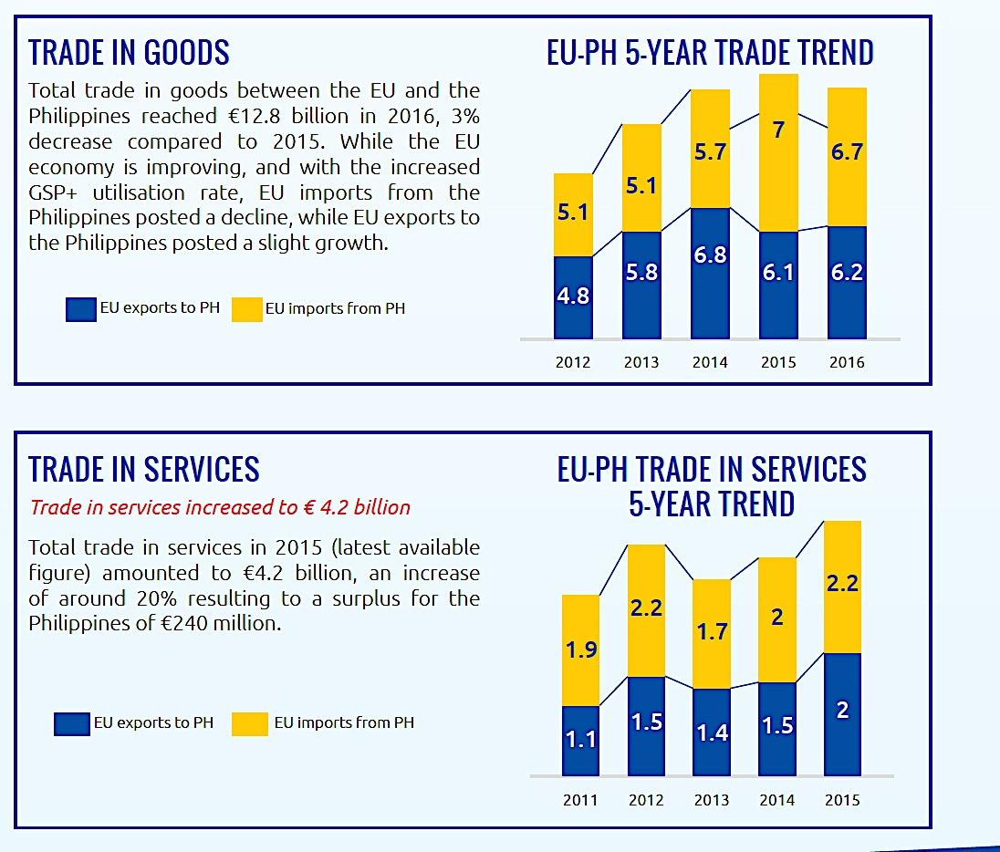 TRADE IN GOODS
Total trade in goods between the EU and the
Philippines reached €12.8 billion in 2016, 3%
decrease compared to 2015. While the EU
economy is improving, and with the increased
GSP+ utilisation rate, EU imports from the
Philippines posted a decline, while EU exports to
the Philippines posted a slight growth.
EU exports to PH
EU imports from PH
EU-PH 5-YEAR TRADE TREND
5.1
5.1
5.7
7
6.7
4.8
5.8
6.8
6.1
6.2
2012
2013
2014
2015
2016
TRADE IN SERVICES
Trade in services increased to € 4.2 billion
Total trade in services in 2015 (latest available
figure) amounted to €4.2 billion, an increase
of around 20% resulting to a surplus for the
Philippines of €240 million.
EU exports to PH
EU imports from PH
EU-PH TRADE IN SERVICES
5-YEAR TREND
1.9
2.2
1.7
2
2.2
1.1
1.5
1.4
1.5
2
2011
2012
2013
2014
2015